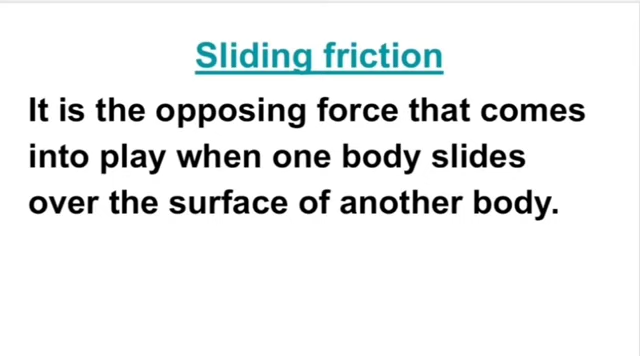 Sliding friction
It is the opposing force that comes
into play when one body slides
over the surface of another body.